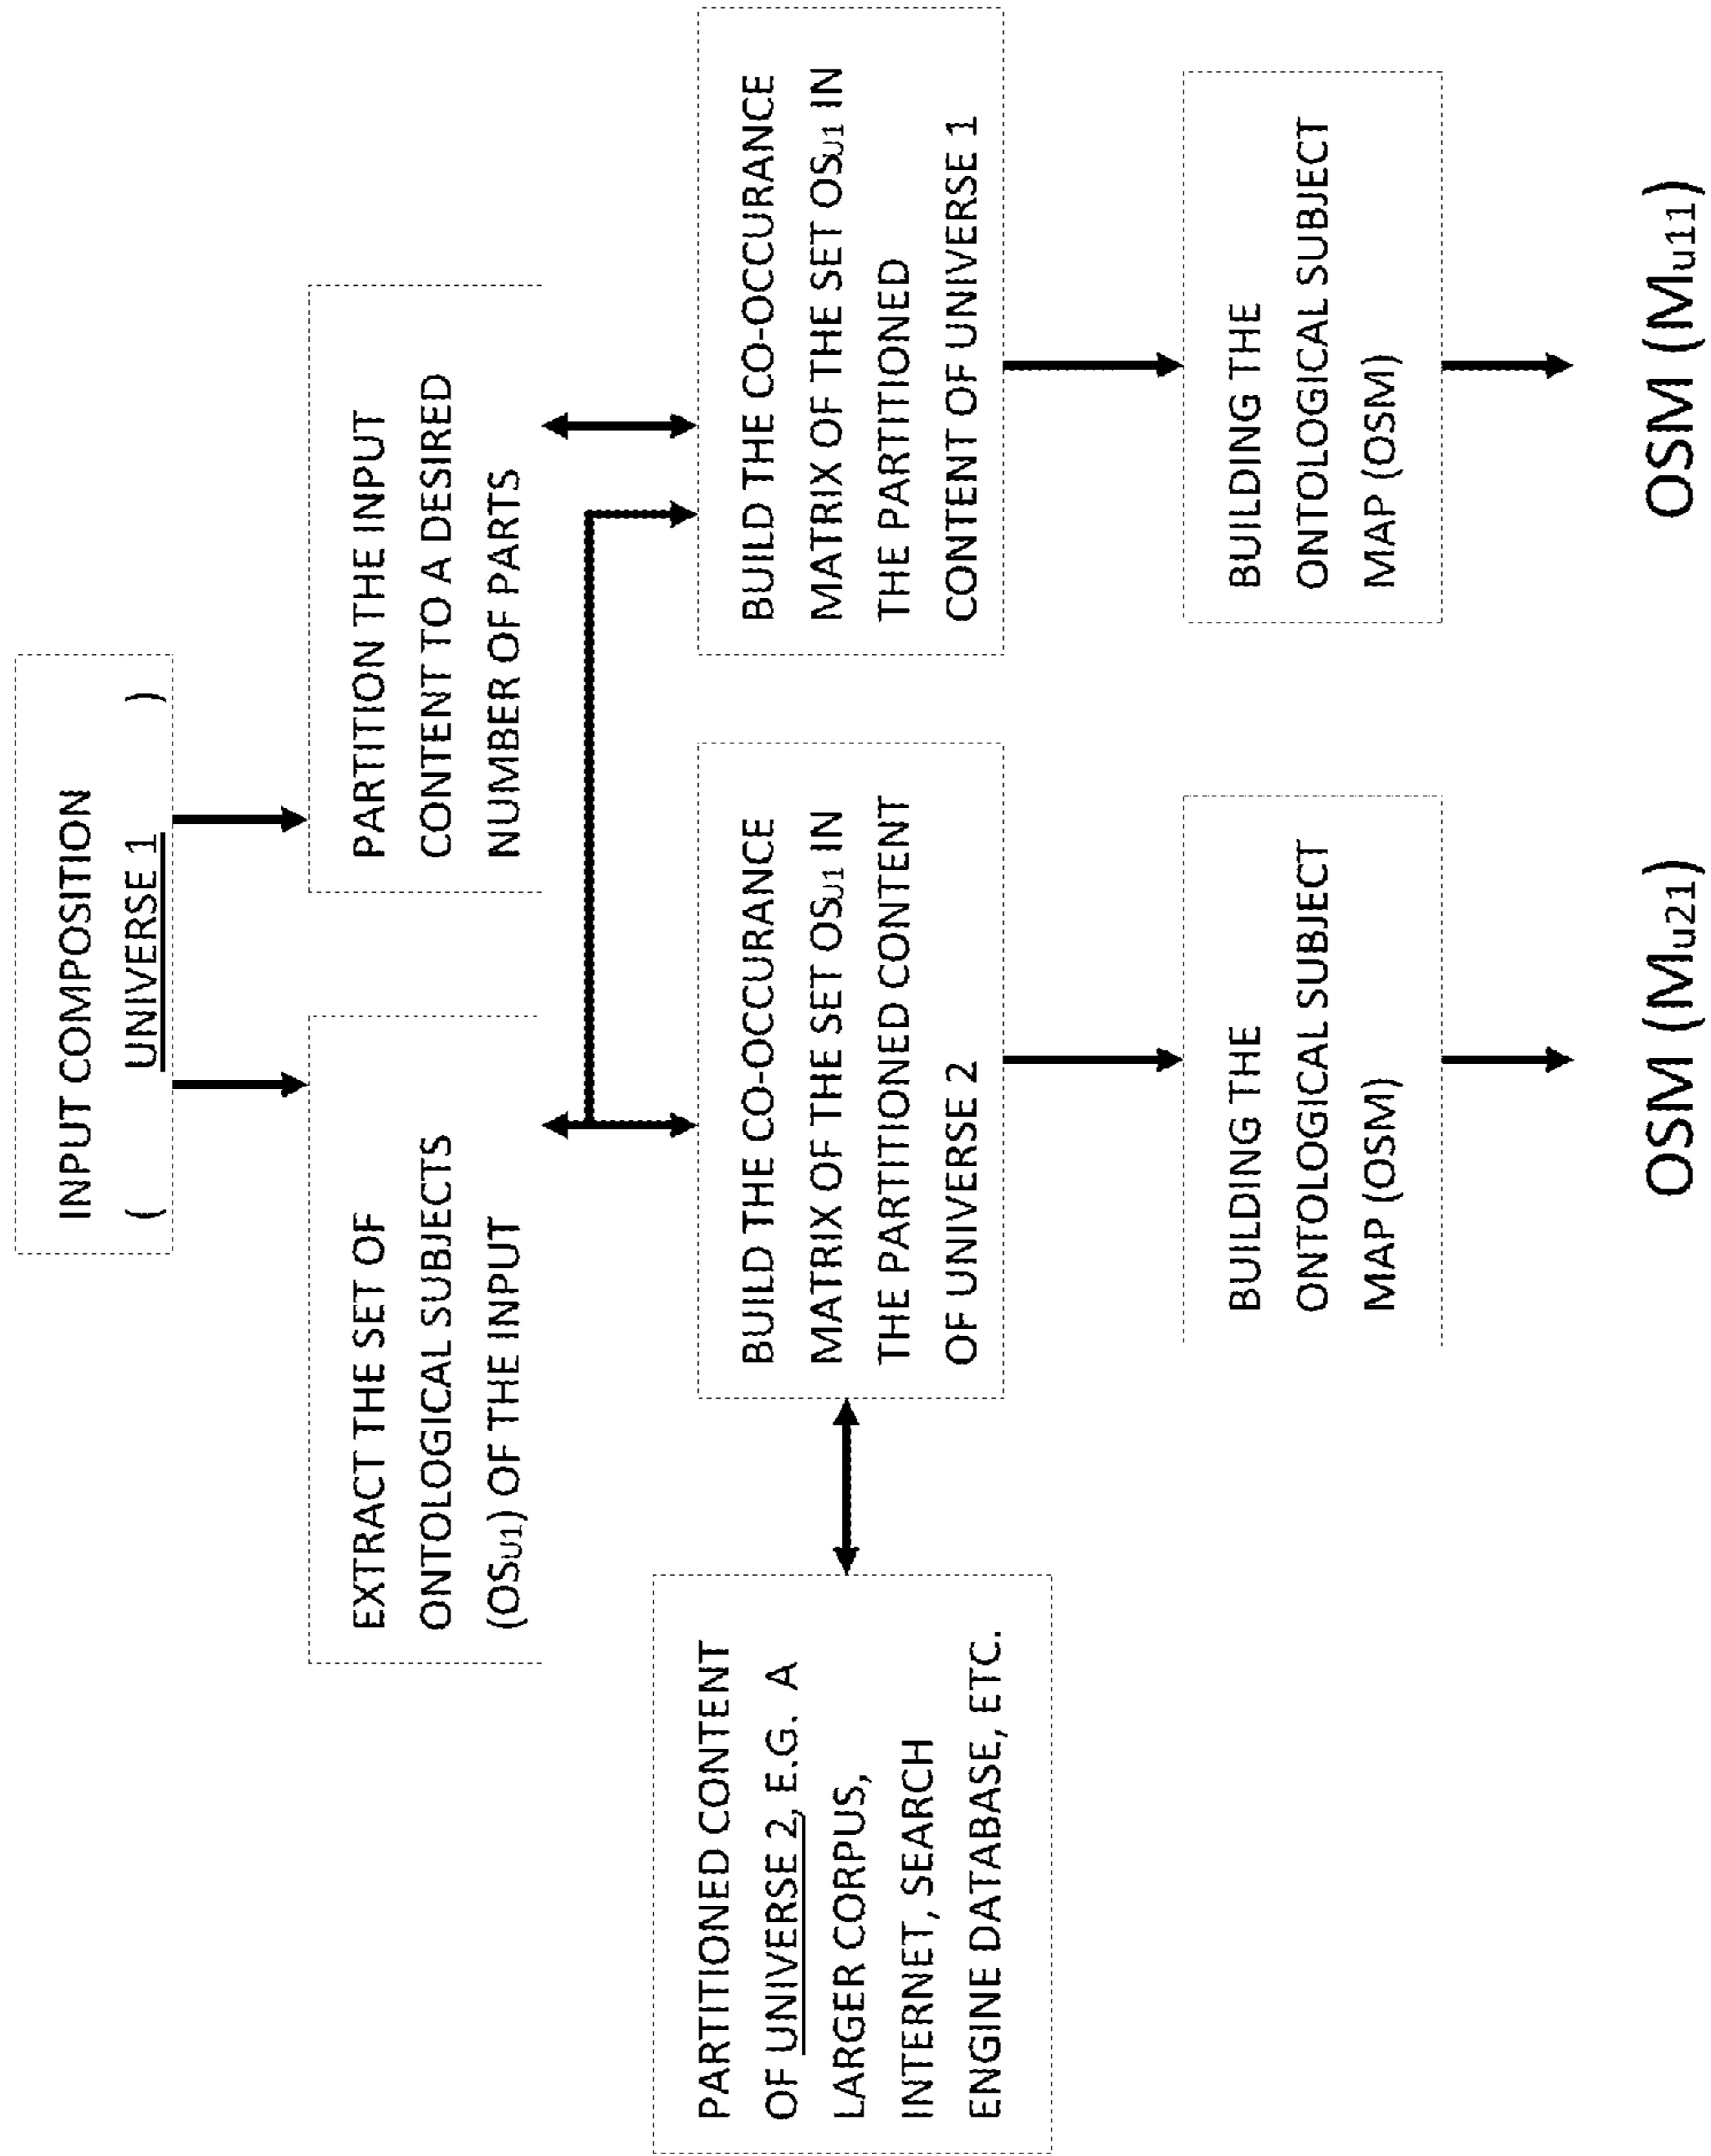 INPUT COMPOSITION
( UNIVERSE 1 )
EXTRACT THE SET OF
ONTOLOGICAL SUBJECTS
(OSU1) OF THE INPUT
PARTITION THE INPUT
CONTENT TO A DESIRED
NUMBER OF PARTS
PARTITIONED CONTENT
OF UNIVERSE 2, E.G. A
LARGER CORPUS,
INTERNET, SEARCH
ENGINE DATABASE, ETC.
BUILD THE CO-OCCURANCE
MATRIX OF THE SET OSU1 IN
THE PARTITIONED CONTENT
OF UNIVERSE 2
BUILD THE CO-OCCURANCE
MATRIX OF THE SET OSU1 IN
THE PARTITIONED
CONTENT OF UNIVERSE 1
BUILDING THE
ONTOLOGICAL SUBJECT
MAP (OSM)
BUILDING THE
ONTOLOGICAL SUBJECT
MAP (OSM)
OSM (Mu21)
OSM (Mu11)